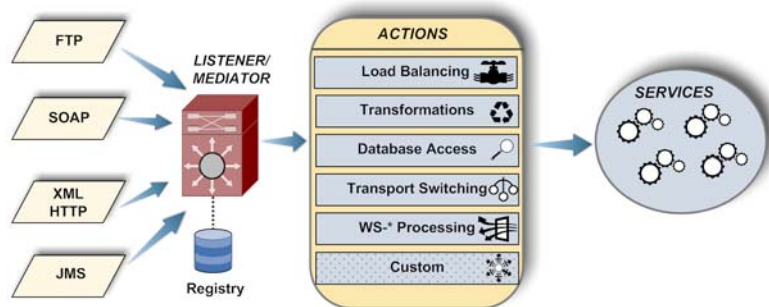 FTP
SOAP
XML
HTTP
JMS
LISTENER/
MEDIATOR
Registry
ACTIONS
Load Balancing
Transformations
Database Access
Transport Switching
WS-* Processing
Custom
SERVICES